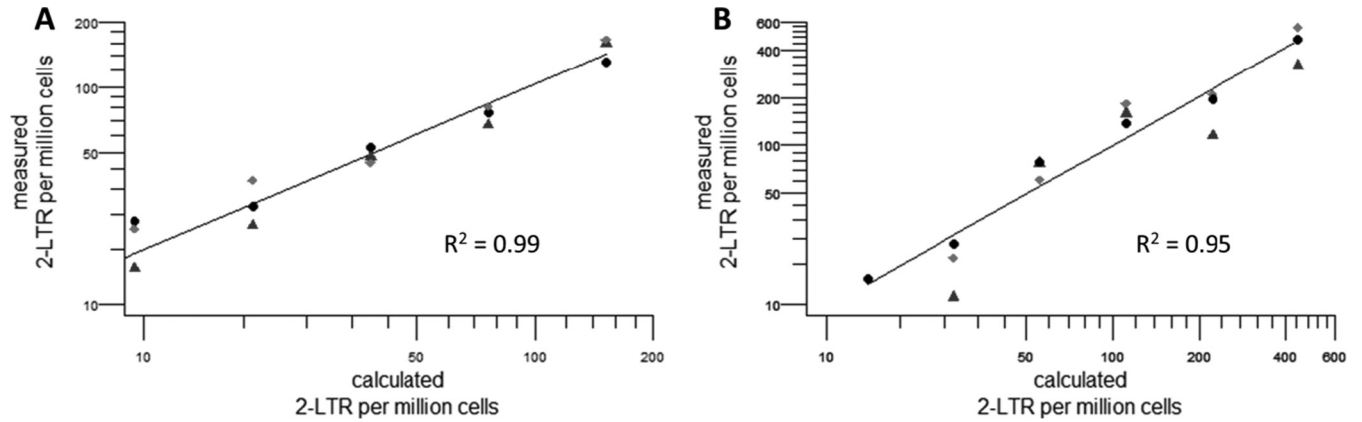 A
200
100
50
10
measured
2-LTR per million cells
R² = 0.99
10
50
100
200
calculated
2-LTR per million cells
B
600
400
200
100
50
10
measured
2-LTR per million cells
R² = 0.95
10
50
100
200
400
600
calculated
2-LTR per million cells